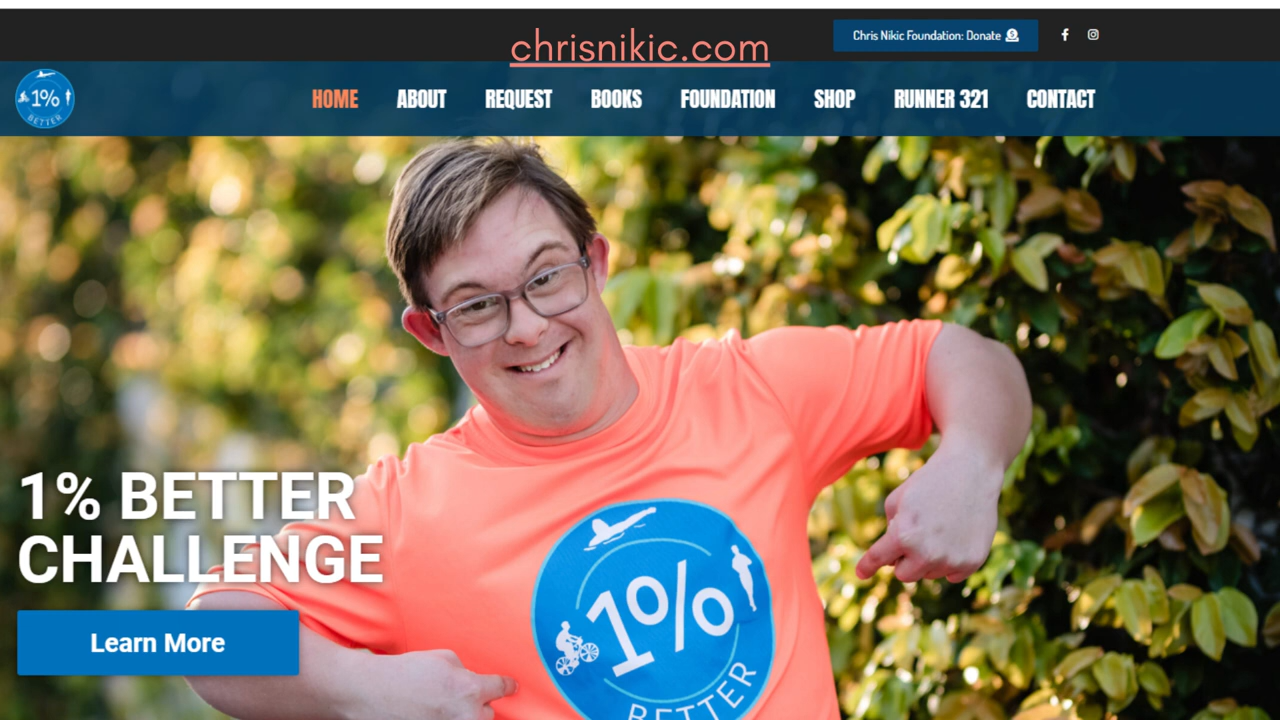 chrisnikic.com
Chris Nikic Foundation: Donate
1%
BETTER
HOME ABOUT REQUEST BOOKS FOUNDATION SHOP RUNNER 321 CONTACT
1% BETTER
CHALLENGE
Learn More
1%
BETTER